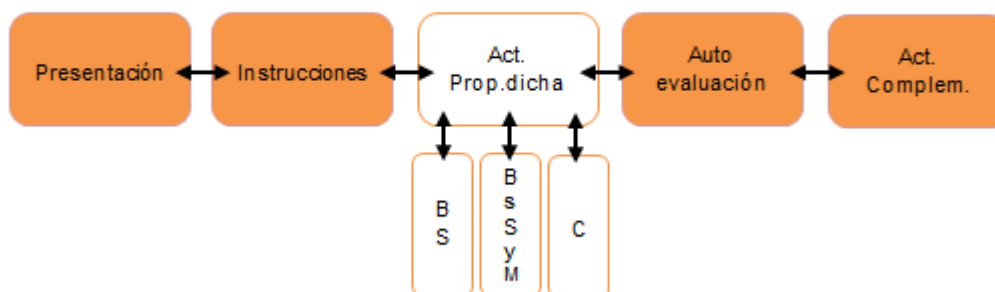 Presentación
Instrucciones
Act.
Prop.dicha
Auto
evaluación
Act.
Complem.
B
S
B
s
S
y
M
C